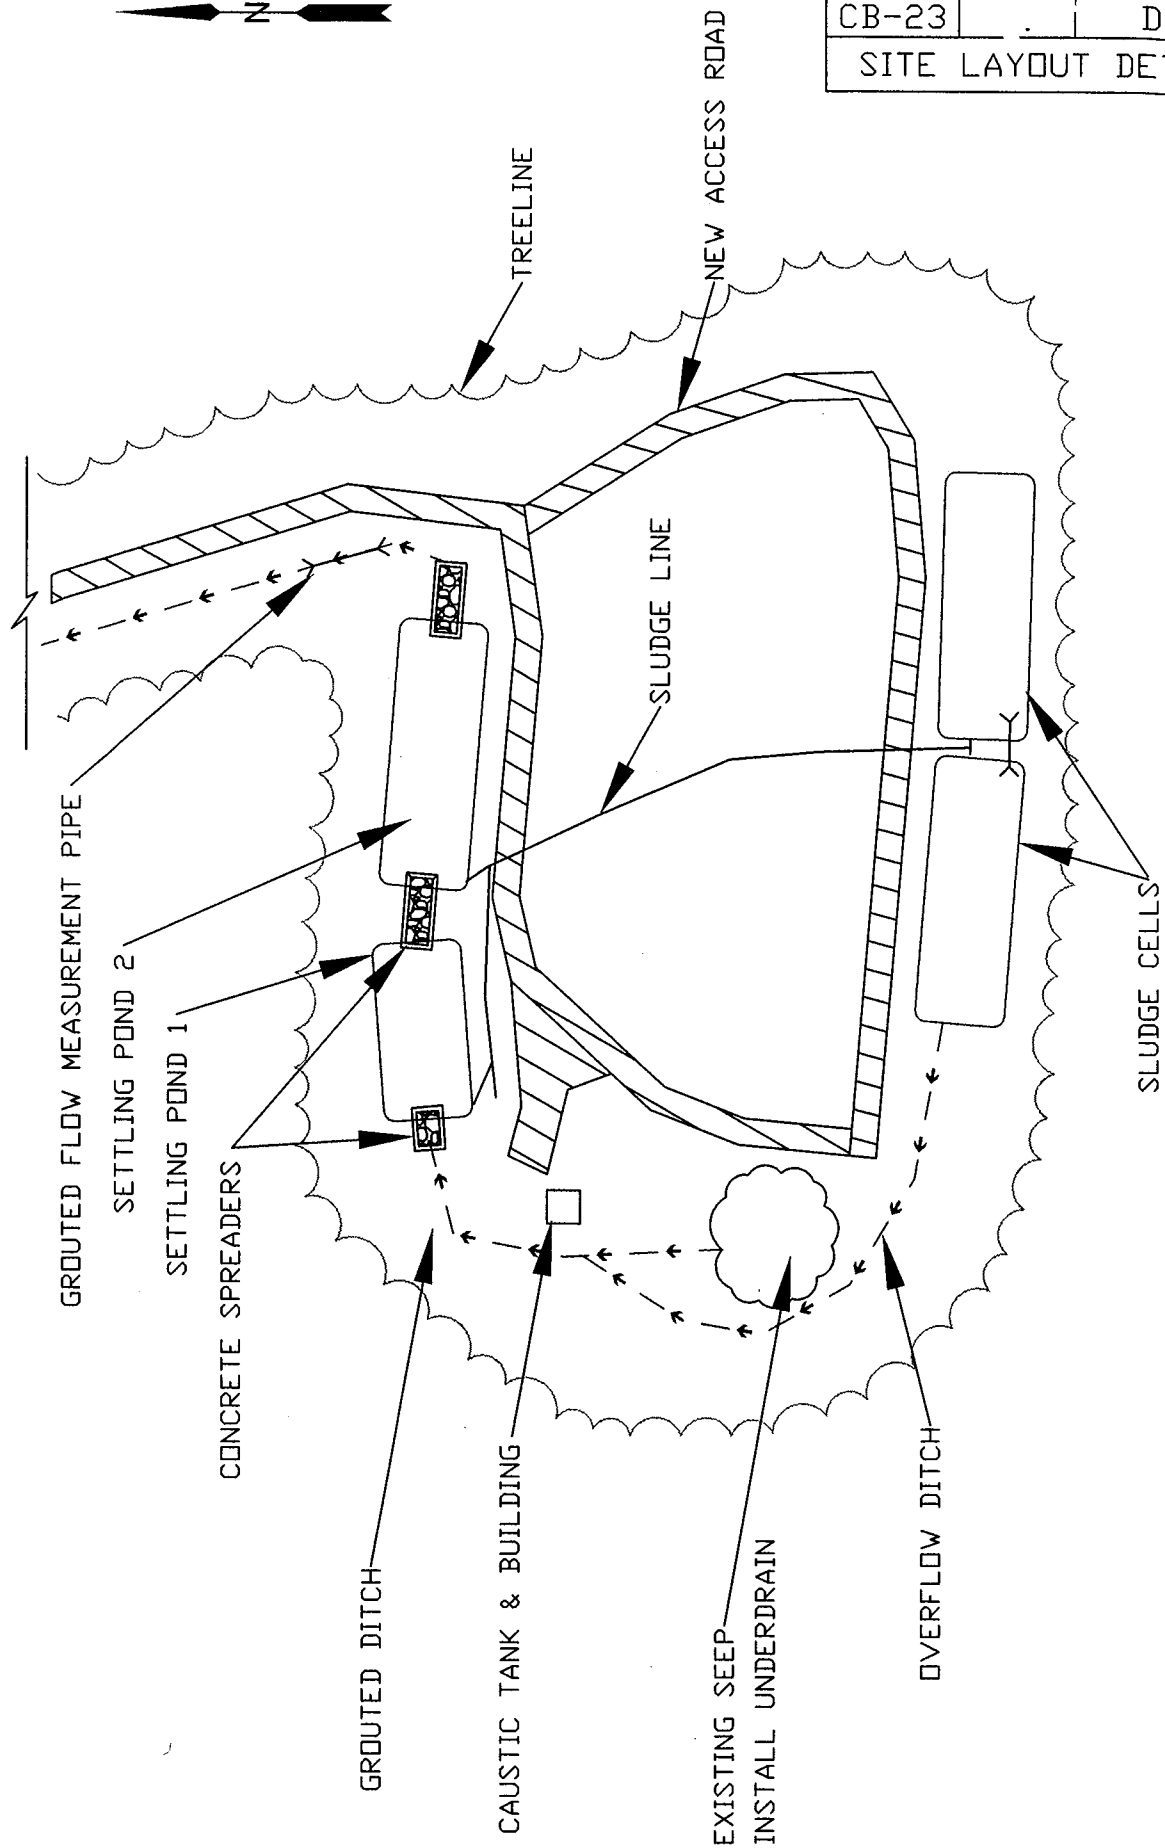 N
CB-23
D
SITE LAYOUT DET
NEW ACCESS ROAD
TREELINE
SLUDGE LINE
GROUTED FLOW MEASUREMENT PIPE
SETTLING POND 2
SETTLING POND 1
CONCRETE SPREADERS
GROUTED DITCH
CAUSTIC TANK & BUILDING
EXISTING SEEP
INSTALL UNDERDRAIN
OVERFLOW DITCH
SLUDGE CELLS